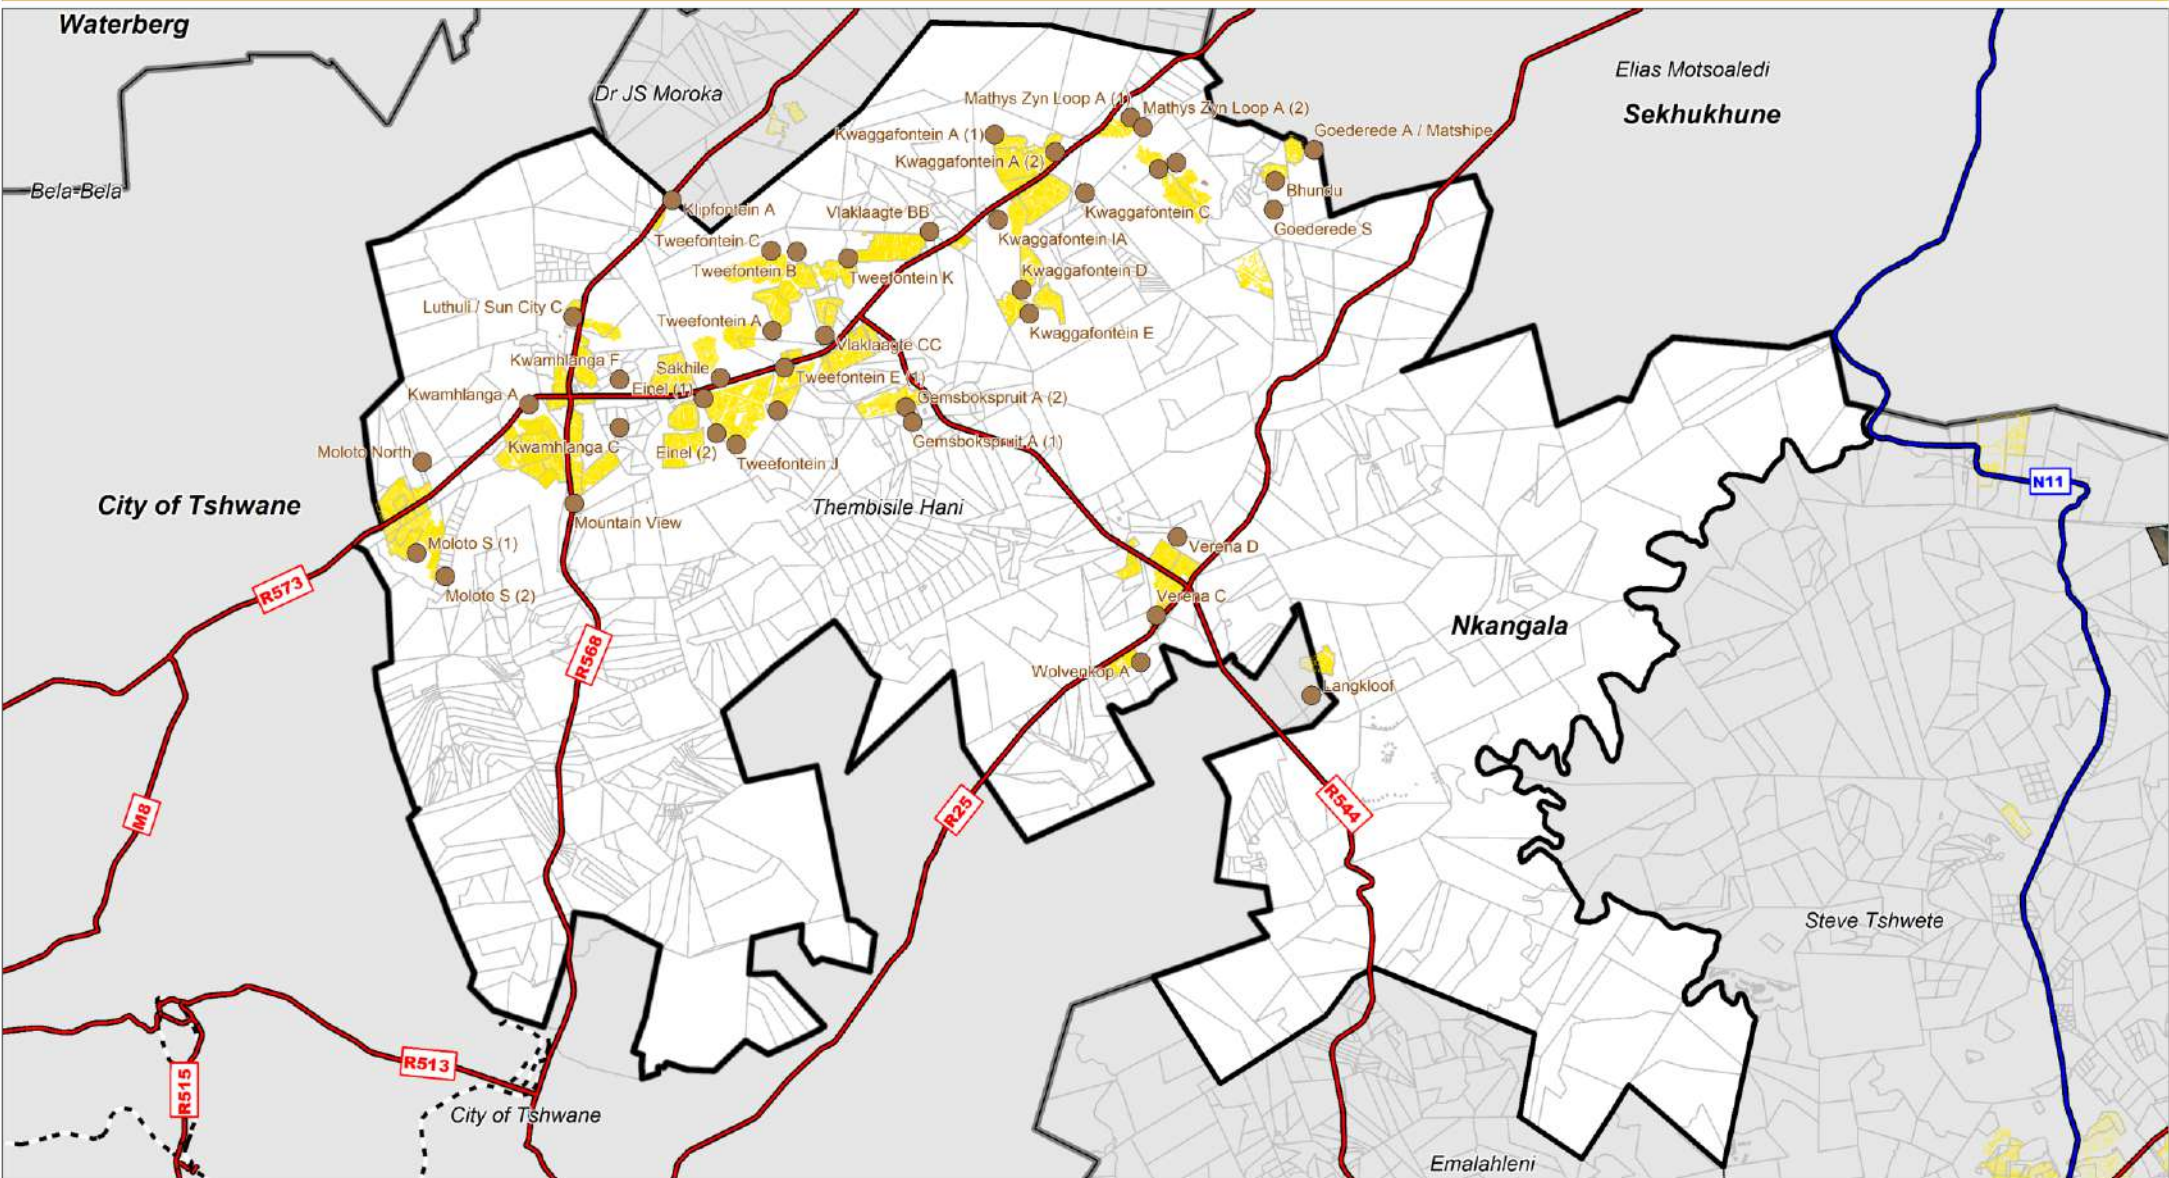 Waterberg
Dr JS Moroka
Elias Motsoaledi
Sekhukhune
Bela-Bela
Mathys Zyn Loop A (1)
Mathys Zyn Loop A (2)
Kwaggafontein A (1)
Goederede A / Matshipe
Kwaggafontein A (2)
Bhundu
Klipfontein A
Vlaklaagte BB
Kwaggafontein C
Goederede S
Tweefontein C
Kwaggafontein IA
Tweefontein B
Tweefontein K
Kwaggafontein D
Luthuli / Sun City C
Tweefontein A
Kwaggafontein E
Vlaklaagte CC
Kwamhlanga F
Sakhile
Tweefontein E (1)
Einel (1)
Kwamhlanga A
Gemsbokspruit A (2)
Gemsbokspruit A (1)
Kwamhlanga C
Moloto North
Einel (2)
Tweefontein J
N11
City of Tshwane
Thembisile Hani
Mountain View
Moloto S (1)
Verena D
R573
Moloto S (2)
Verena C
Nkangala
R568
Wolvenkop A
Langkloof
M8
R25
R544
Steve Tshwete
R513
R515
City of Tshwane
Emalahleni